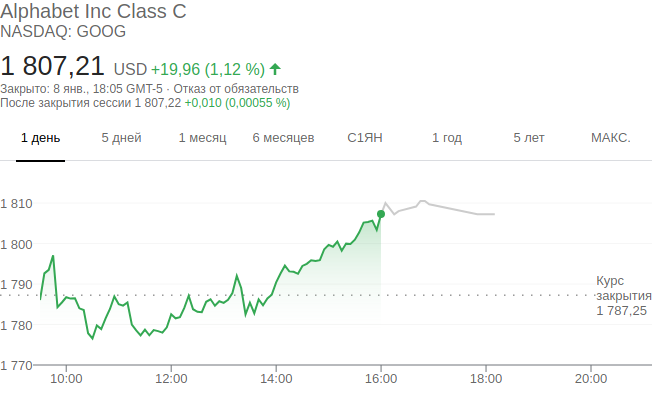 Alphabet Inc Class C
NASDAQ: GOOG
1 807,21 USD +19,96 (1,12 %)
Закрыто: 8 янв., 18:05 GMT-5 · Отказ от обязательств
После закрытия сессии 1 807,22 +0,010 (0,00055 %)
1 день 5 дней 1 месяц 6 месяцев С1ЯН 1 год 5 лет МАКС.
1 810
1 800
1 790
1 780
1 770
Курс
закрытия
1 787,25
10:00 12:00 14:00 16:00 18:00 20:00